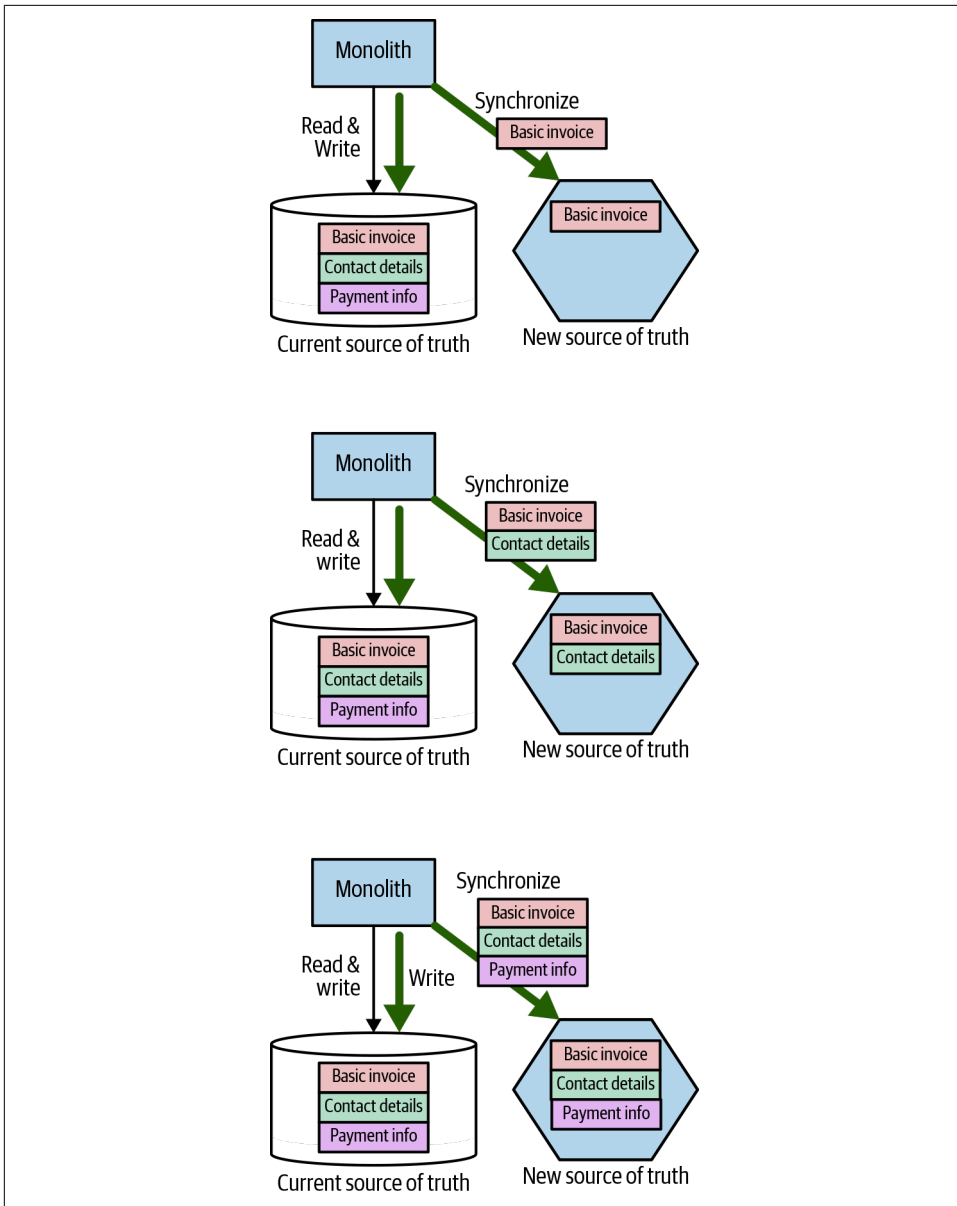 Monolith
Synchronize
Basic invoice
Read &
Write
Basic invoice
Contact details
Payment info
Basic invoice
Current source of truth
New source of truth
Monolith
Synchronize
Basic invoice
Contact details
Read &
write
Basic invoice
Contact details
Payment info
Basic invoice
Contact details
Current source of truth
New source of truth
Monolith
Synchronize
Basic invoice
Contact details
Payment info
Read &
write
Write
Basic invoice
Contact details
Payment info
Basic invoice
Contact details
Payment info
Current source of truth
New source of truth